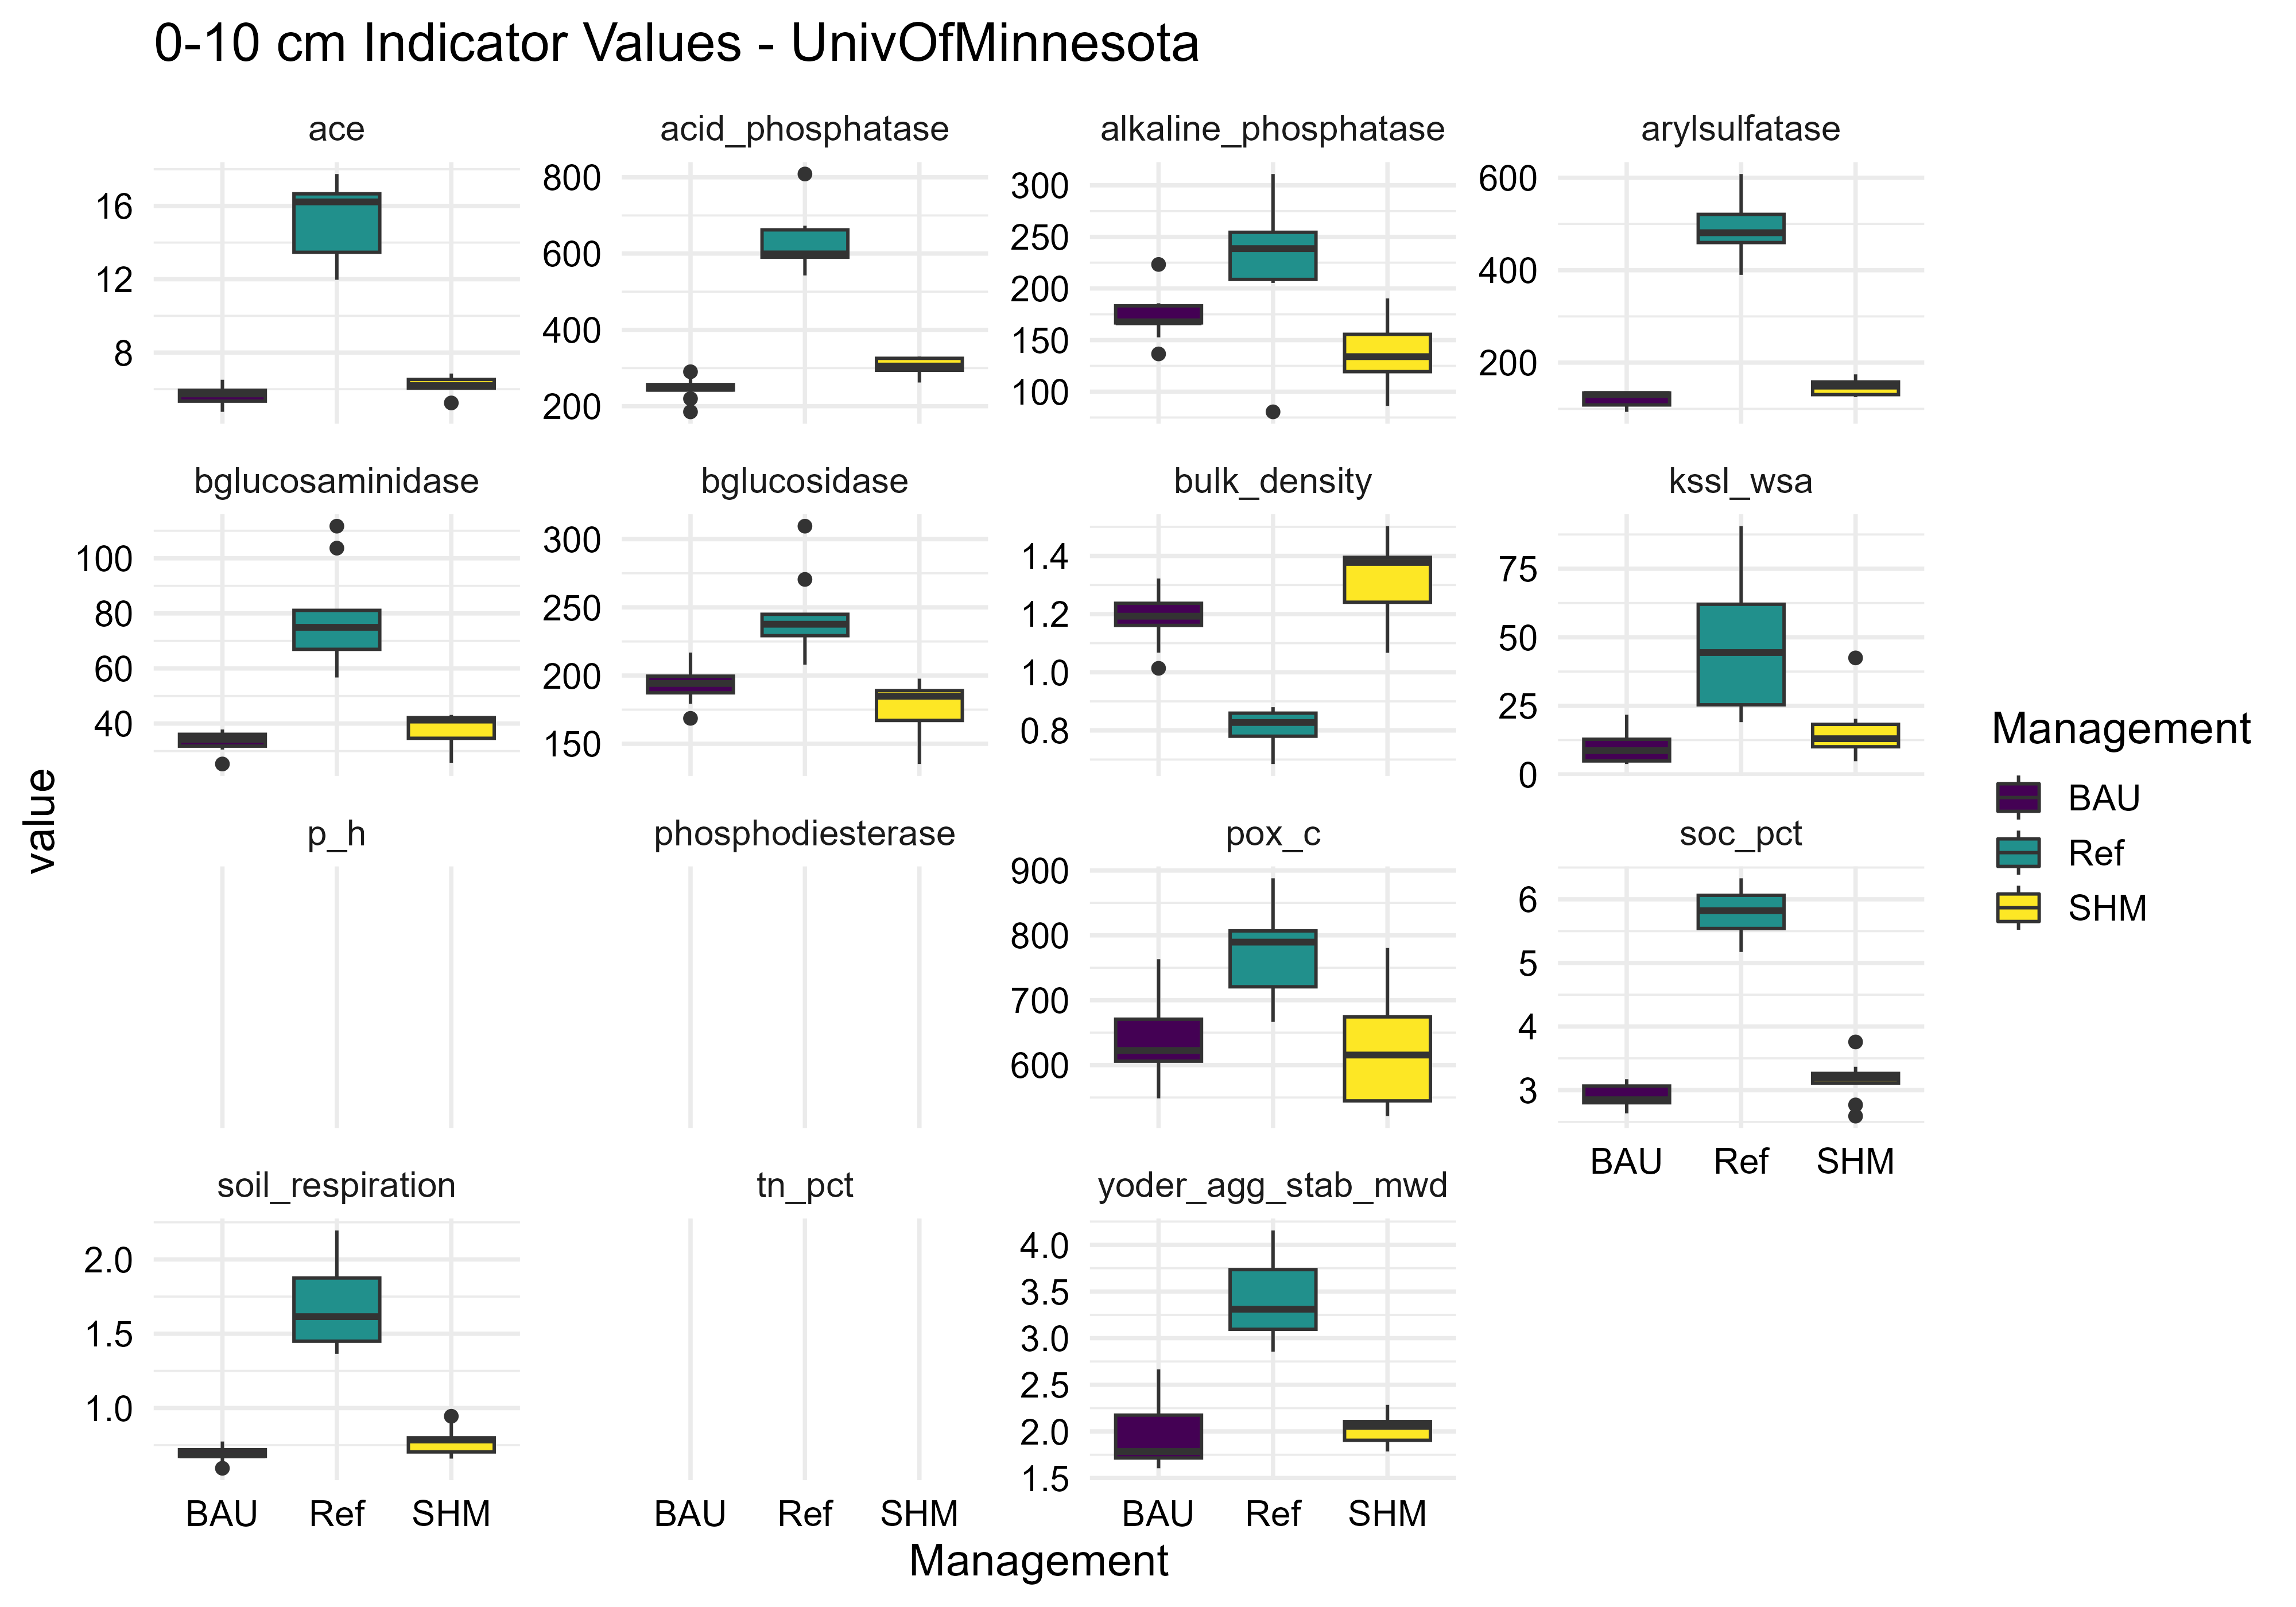 0-10 cm Indicator Values - UnivOfMinnesota
ace
acid_phosphatase
alkaline_phosphatase
arylsulfatase
16
12
8
800
600
400
200
300
250
200
150
100
600
400
200
bglucosaminidase
bglucosidase
bulk_density
kssl_wsa
100
80
60
40
300
250
200
150
1.4
1.2
1.0
0.8
75
50
25
0
p_h
phosphodiesterase
pox_c
soc_pct
900
800
700
600
6
5
4
3
BAU Ref SHM
soil_respiration
tn_pct
yoder_agg_stab_mwd
2.0
1.5
1.0
4.0
3.5
3.0
2.5
2.0
1.5
BAU Ref SHM
BAU Ref SHM
BAU Ref SHM
Management
value
Management
BAU
Ref
SHM